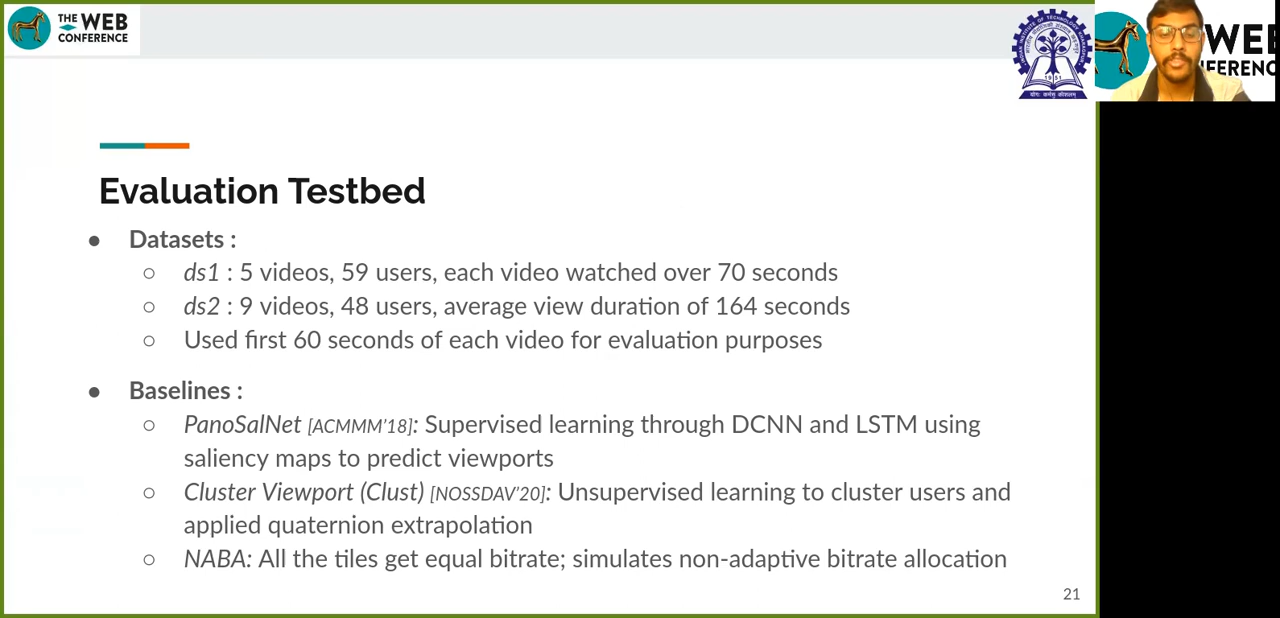 THE WEB
CONFERENCE
WEB
FERENC
Evaluation Testbed
● Datasets :
○ ds1 : 5 videos, 59 users, each video watched over 70 seconds
○ ds2 : 9 videos, 48 users, average view duration of 164 seconds
○ Used first 60 seconds of each video for evaluation purposes
● Baselines :
○ PanoSalNet [ACMMM'18]: Supervised learning through DCNN and LSTM using
saliency maps to predict viewports
○ Cluster Viewport (Clust) [NOSSDAV'20]: Unsupervised learning to cluster users and
applied quaternion extrapolation
○ NABA: All the tiles get equal bitrate; simulates non-adaptive bitrate allocation
21